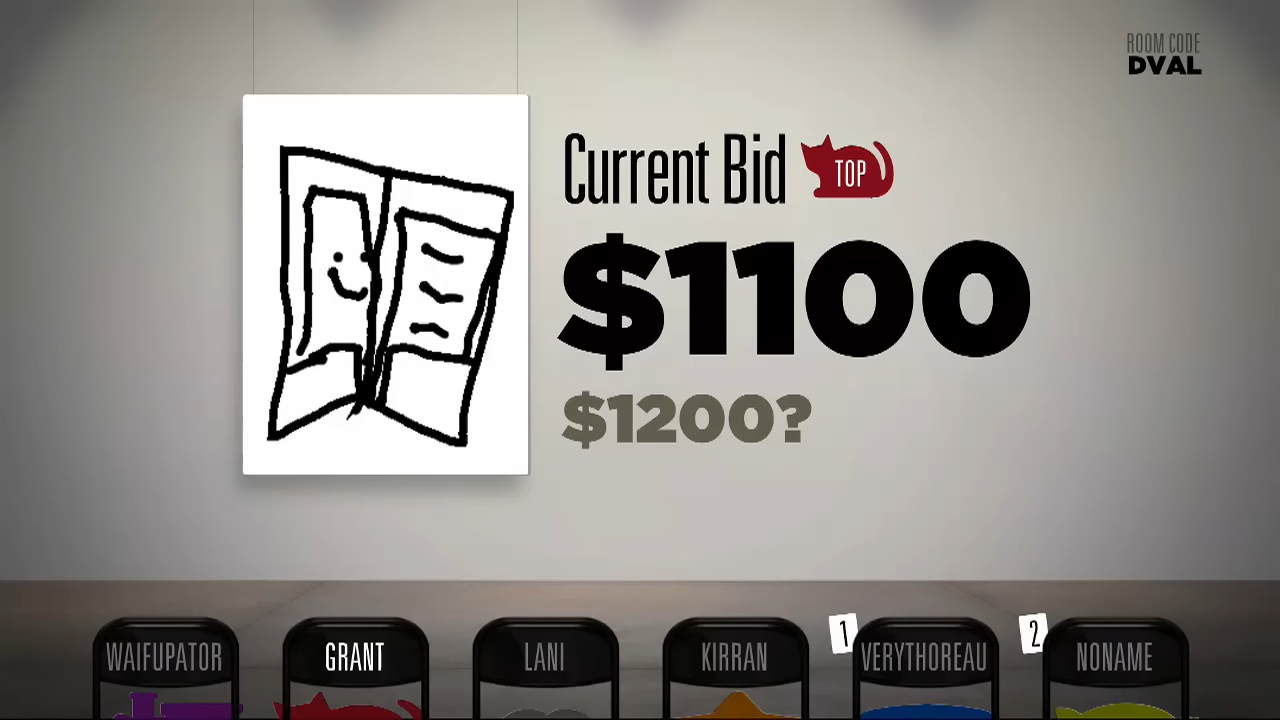 ROOM CODE
DVAL
Current Bid TOP
$1100
$1200?
1 2
WAIFUPATOR GRANT LANI KIRRAN VERYTHOREAU NONAME